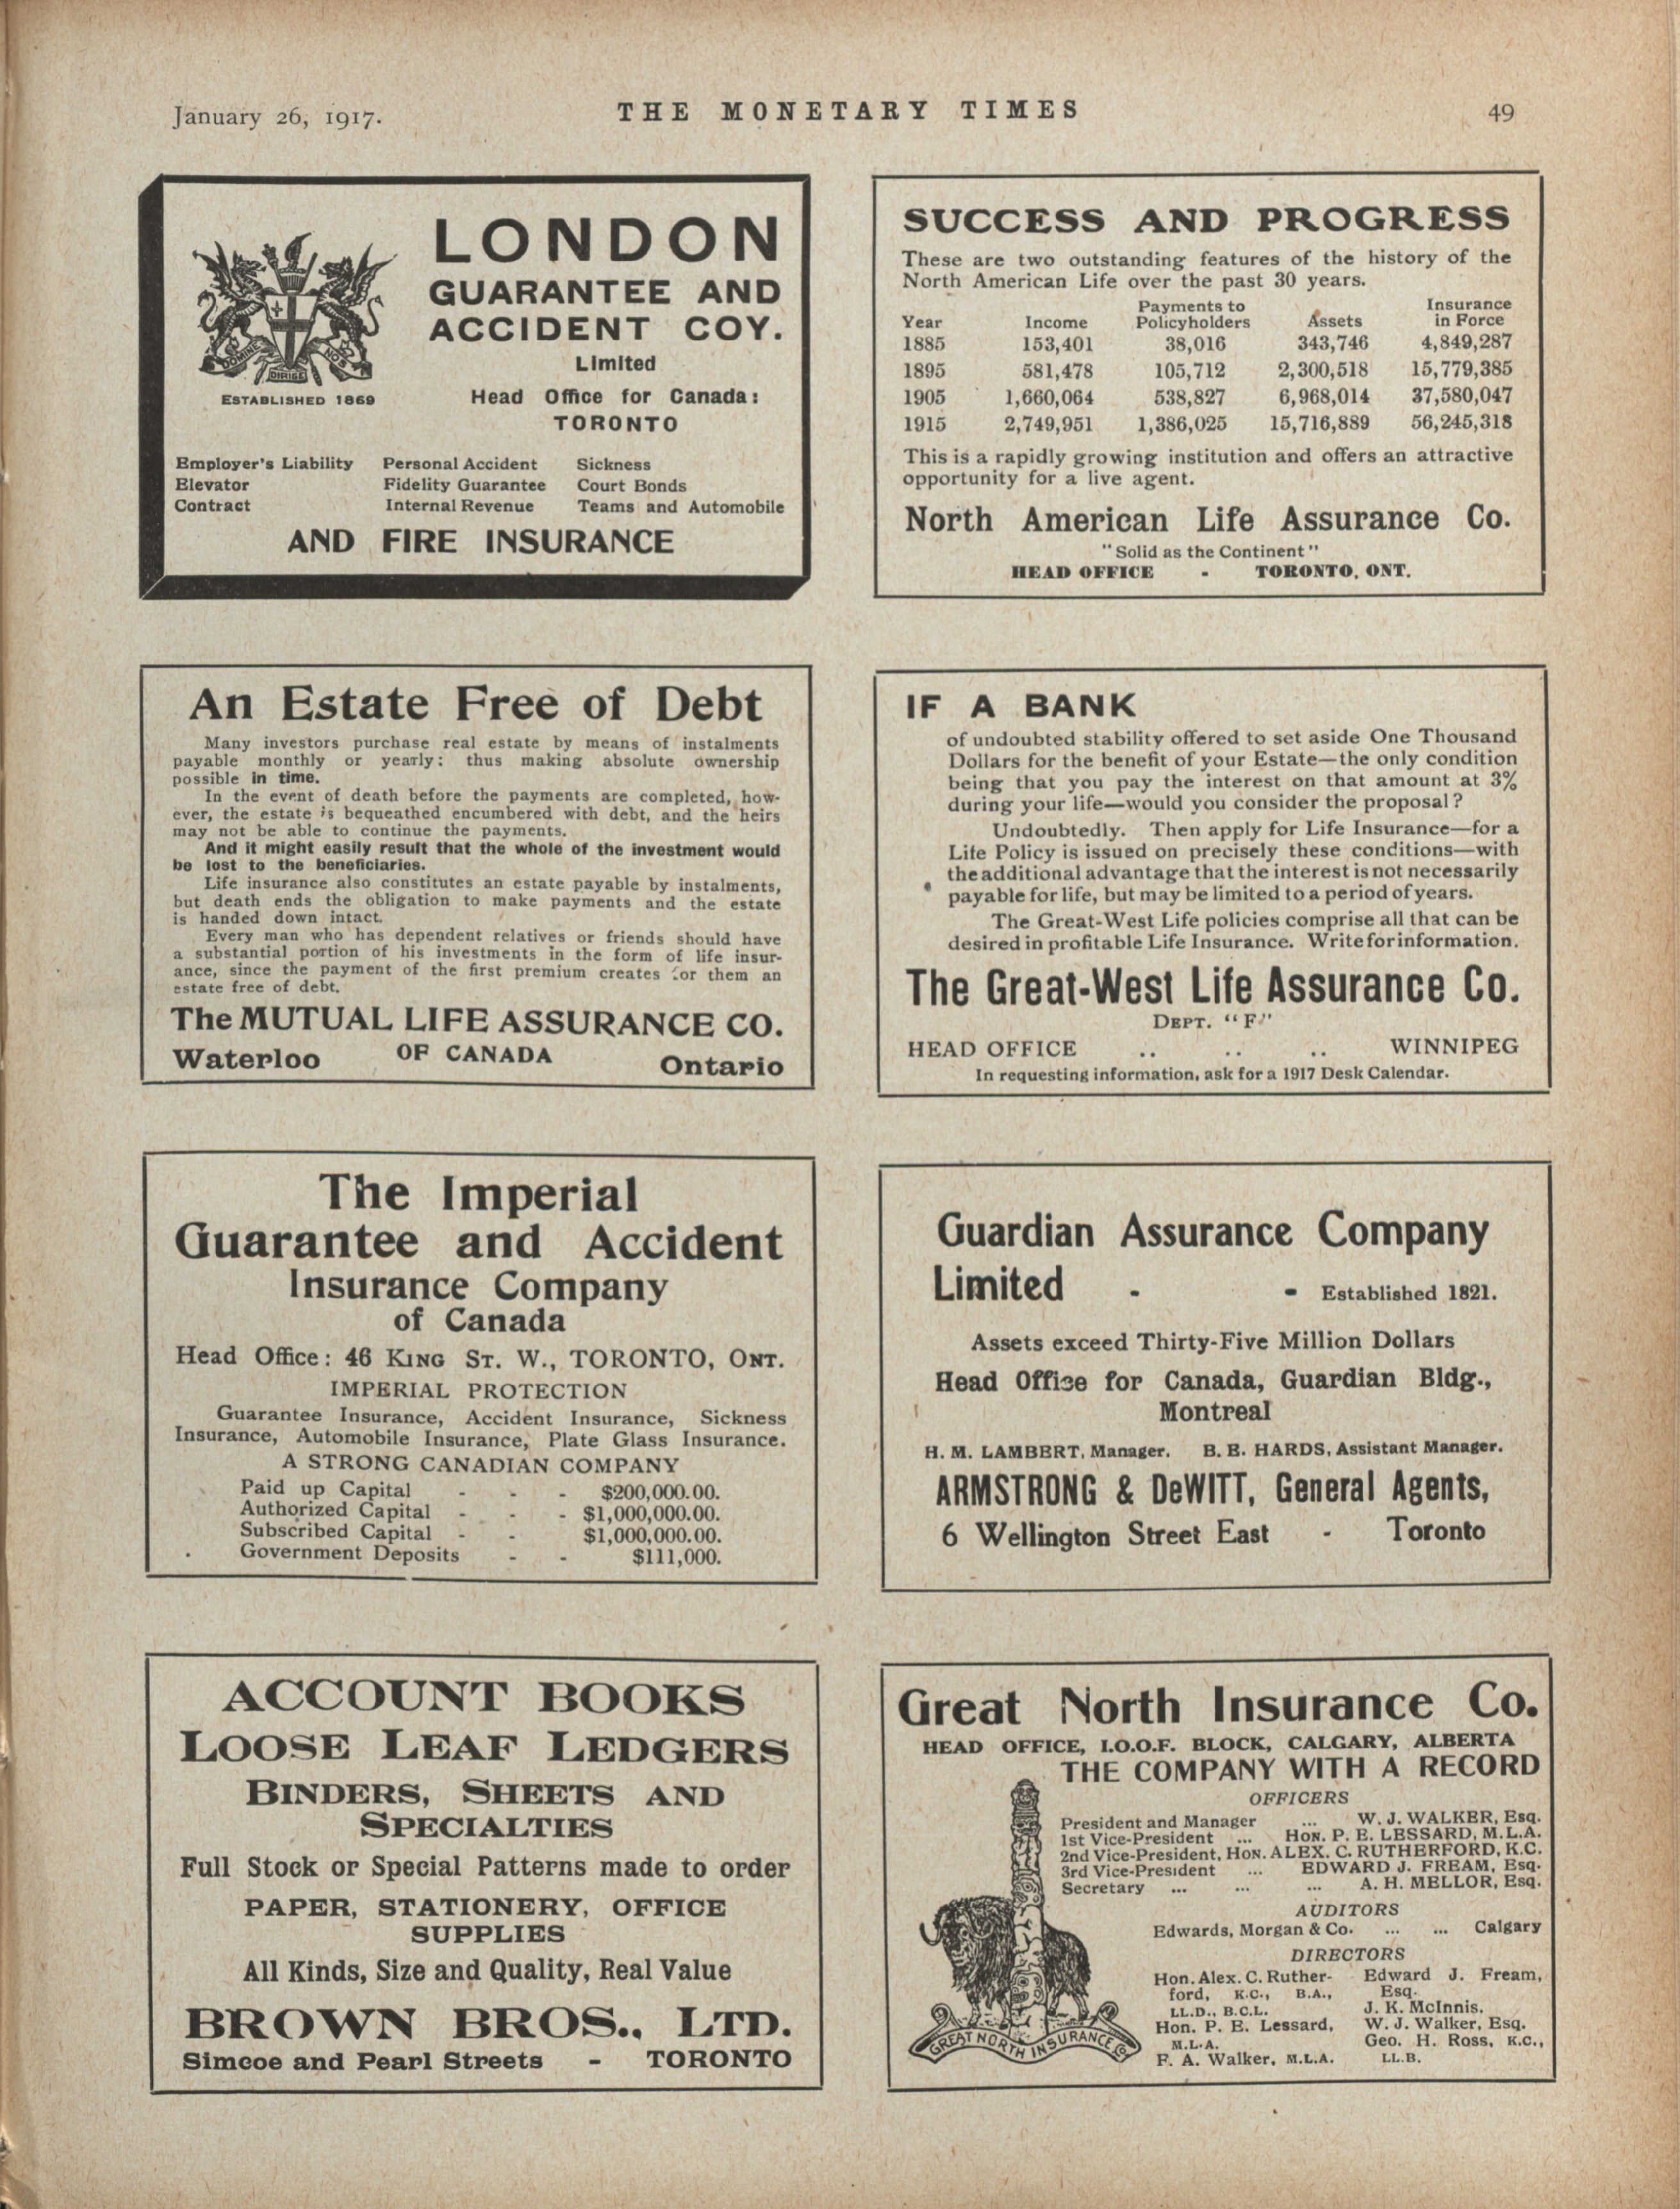 January 26, 1917.
THE MONETARY TIMES
49
LONDON
GUARANTEE AND
ACCIDENT COY.
Limited
DOMINE
DIRIGE
NOS
ESTABLISHED 1869
Head Office for Canada:
TORONTO
Employer's Liability Personal Accident Sickness
Elevator Fidelity Guarantee Court Bonds
Contract Internal Revenue Teams and Automobile
AND FIRE INSURANCE
SUCCESS AND PROGRESS
These are two outstanding features of the history of the
North American Life over the past 30 years.
Payments to Insurance
Year Income Policyholders Assets in Force
1885 153,401 38,016 343,746 4,849,287
1895 581,478 105,712 2,300,518 15,779,385
1905 1,660,064 538,827 6,968,014 37,580,047
1915 2,749,951 1,386,025 15,716,889 56,245,318
This is a rapidly growing institution and offers an attractive
opportunity for a live agent.
North American Life Assurance Co.
"Solid as the Continent"
HEAD OFFICE - TORONTO, ONT.
An Estate Free of Debt
Many investors purchase real estate by means of instalments
payable monthly or yearly: thus making absolute ownership
possible in time.
In the event of death before the payments are completed, how-
ever, the estate is bequeathed encumbered with debt, and the heirs
may not be able to continue the payments.
And it might easily result that the whole of the investment would
be lost to the beneficiaries.
Life insurance also constitutes an estate payable by instalments,
but death ends the obligation to make payments and the estate
is handed down intact.
Every man who has dependent relatives or friends should have
a substantial portion of his investments in the form of life insur-
ance, since the payment of the first premium creates for them an
estate free of debt.
The MUTUAL LIFE ASSURANCE CO.
Waterloo OF CANADA Ontario
IF A BANK
of undoubted stability offered to set aside One Thousand
Dollars for the benefit of your Estate—the only condition
being that you pay the interest on that amount at 3%
during your life—would you consider the proposal?
Undoubtedly. Then apply for Life Insurance—for a
Life Policy is issued on precisely these conditions—with
the additional advantage that the interest is not necessarily
payable for life, but may be limited to a period of years.
The Great-West Life policies comprise all that can be
desired in profitable Life Insurance. Write for information.
The Great-West Life Assurance Co.
DEPT. "F"
HEAD OFFICE .. .. .. WINNIPEG
In requesting information, ask for a 1917 Desk Calendar.
The Imperial
Guarantee and Accident
Insurance Company
of Canada
Head Office: 46 KING ST. W., TORONTO, ONT.
IMPERIAL PROTECTION
Guarantee Insurance, Accident Insurance, Sickness
Insurance, Automobile Insurance, Plate Glass Insurance.
A STRONG CANADIAN COMPANY
Paid up Capital - - - $200,000.00.
Authorized Capital - - - $1,000,000.00.
Subscribed Capital - - $1,000,000.00.
Government Deposits - - $111,000.
Guardian Assurance Company
Limited - - Established 1821.
Assets exceed Thirty-Five Million Dollars
Head Office for Canada, Guardian Bldg.,
Montreal
H. M. LAMBERT, Manager. B. E. HARDS, Assistant Manager.
ARMSTRONG & DeWITT, General Agents,
6 Wellington Street East - Toronto
ACCOUNT BOOKS
LOOSE LEAF LEDGERS
BINDERS, SHEETS AND
SPECIALTIES
Full Stock or Special Patterns made to order
PAPER, STATIONERY, OFFICE
SUPPLIES
All Kinds, Size and Quality, Real Value
BROWN BROS., LTD.
Simcoe and Pearl Streets - TORONTO
Great North Insurance Co.
HEAD OFFICE, I.O.O.F. BLOCK, CALGARY, ALBERTA
THE COMPANY WITH A RECORD
OFFICERS
President and Manager ... W. J. WALKER, Esq.
1st Vice-President ... HON. P. E. LESSARD, M.L.A.
2nd Vice-President, HON. ALEX. C. RUTHERFORD, K.C.
3rd Vice-President ... EDWARD J. FREAM, Esq.
Secretary ... ... ... A. H. MELLOR, Esq.
AUDITORS
Edwards, Morgan & Co. ... ... Calgary
DIRECTORS
Hon. Alex. C. Ruther-
ford, K.C., B.A.,
LL.D., B.C.L.
Hon. P. E. Lessard,
M.L.A.
F. A. Walker, M.L.A.
Edward J. Fream,
Esq.
J. K. McInnis.
W. J. Walker, Esq.
Geo. H. Ross, K.C.,
LL.B.
GREAT NORTH INSURANCE Co